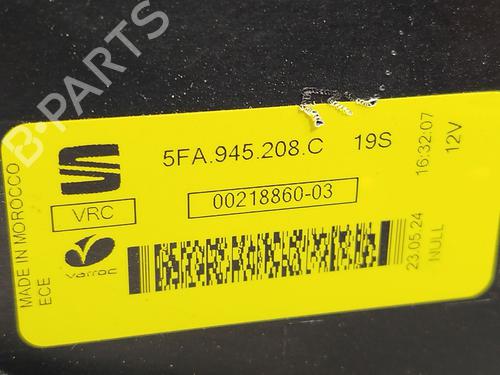 B-PARTS
5FA.945.208.C 19S
VRC
00218860-03
varroc
MADE IN MOROCCO
ECE
23.05.24 16:32:07
NULL 12V